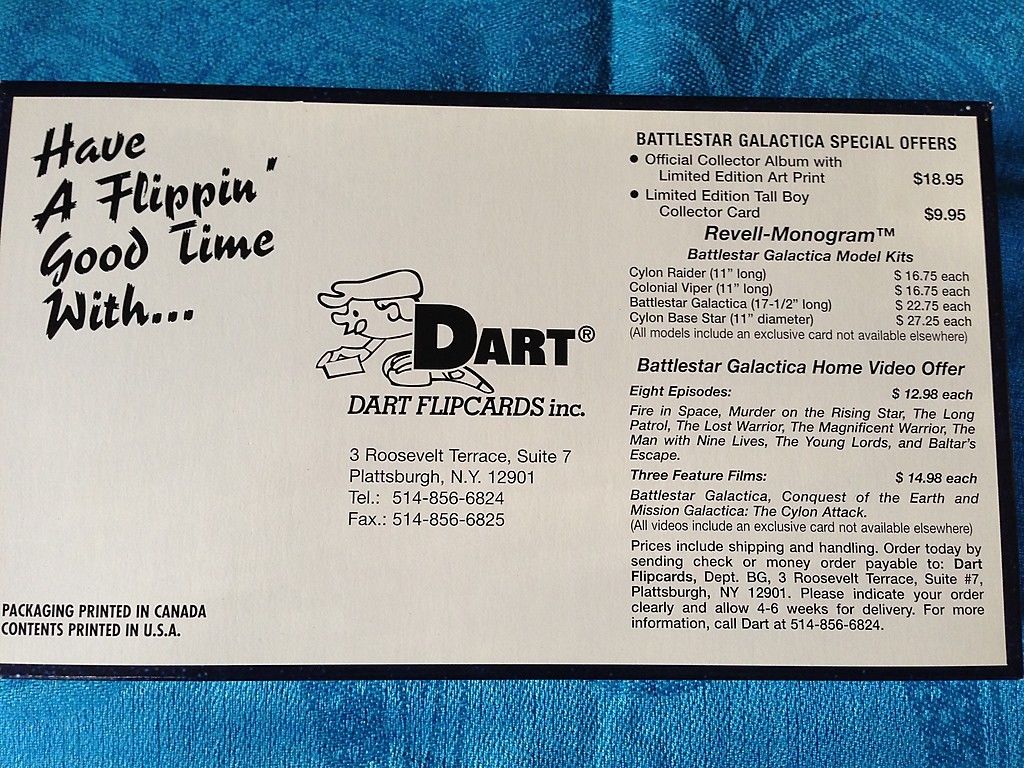 Have
A Flippin"
Good Time
With...
PACKAGING PRINTED IN CANADA
CONTENTS PRINTED IN U.S.A.
DART®
DART FLIPCARDS inc.
3 Roosevelt Terrace, Suite 7
Plattsburgh, N.Y. 12901
Tel.: 514-856-6824
Fax.: 514-856-6825
BATTLESTAR GALACTICA SPECIAL OFFERS
• Official Collector Album with
Limited Edition Art Print $18.95
• Limited Edition Tall Boy
Collector Card $9.95
Revell-Monogram™
Battlestar Galactica Model Kits
Cylon Raider (11" long) $ 16.75 each
Colonial Viper (11" long) $ 16.75 each
Battlestar Galactica (17-1/2" long) $ 22.75 each
Cylon Base Star (11" diameter) $ 27.25 each
(All models include an exclusive card not available elsewhere)
Battlestar Galactica Home Video Offer
Eight Episodes: $ 12.98 each
Fire in Space, Murder on the Rising Star, The Long
Patrol, The Lost Warrior, The Magnificent Warrior, The
Man with Nine Lives, The Young Lords, and Baltar's
Escape.
Three Feature Films: $ 14.98 each
Battlestar Galactica, Conquest of the Earth and
Mission Galactica: The Cylon Attack.
(All videos include an exclusive card not available elsewhere)
Prices include shipping and handling. Order today by
sending check or money order payable to: Dart
Flipcards, Dept. BG, 3 Roosevelt Terrace, Suite #7,
Plattsburgh, NY 12901. Please indicate your order
clearly and allow 4-6 weeks for delivery. For more
information, call Dart at 514-856-6824.